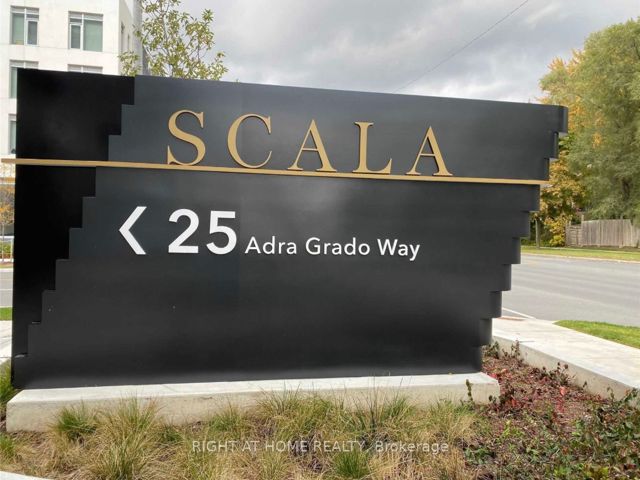 SCALA
< 25 Adra Grado Way
RIGHT AT HOME REALTY, Brokerage